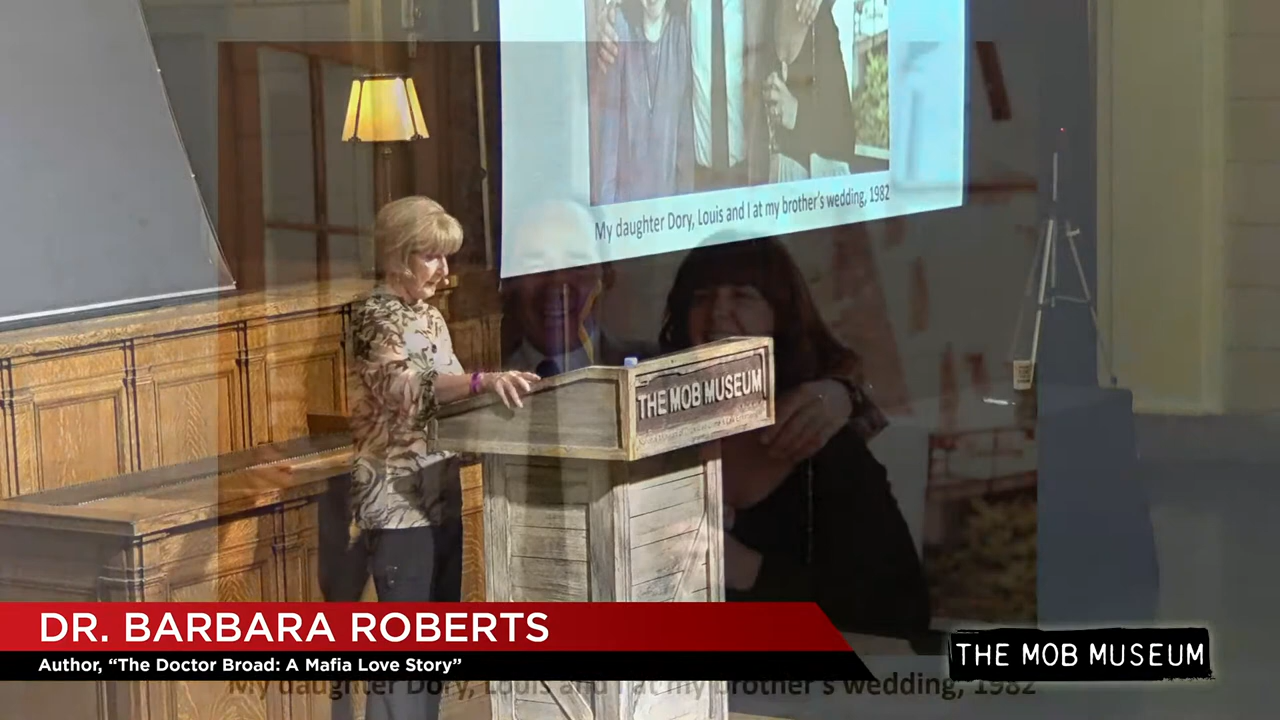 My daughter Dory, Louis and I at my brother's wedding, 1982
THE MOB MUSEUM
DR. BARBARA ROBERTS
Author, “The Doctor Broad: A Mafia Love Story”
THE MOB MUSEUM
My daughter Dory, Louis and I at my brother's wedding, 1982